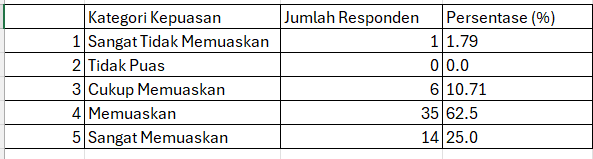 Kategori Kepuasan Jumlah Responden Persentase (%)
1 Sangat Tidak Memuaskan 1 1.79
2 Tidak Puas 0 0.0
3 Cukup Memuaskan 6 10.71
4 Memuaskan 35 62.5
5 Sangat Memuaskan 14 25.0